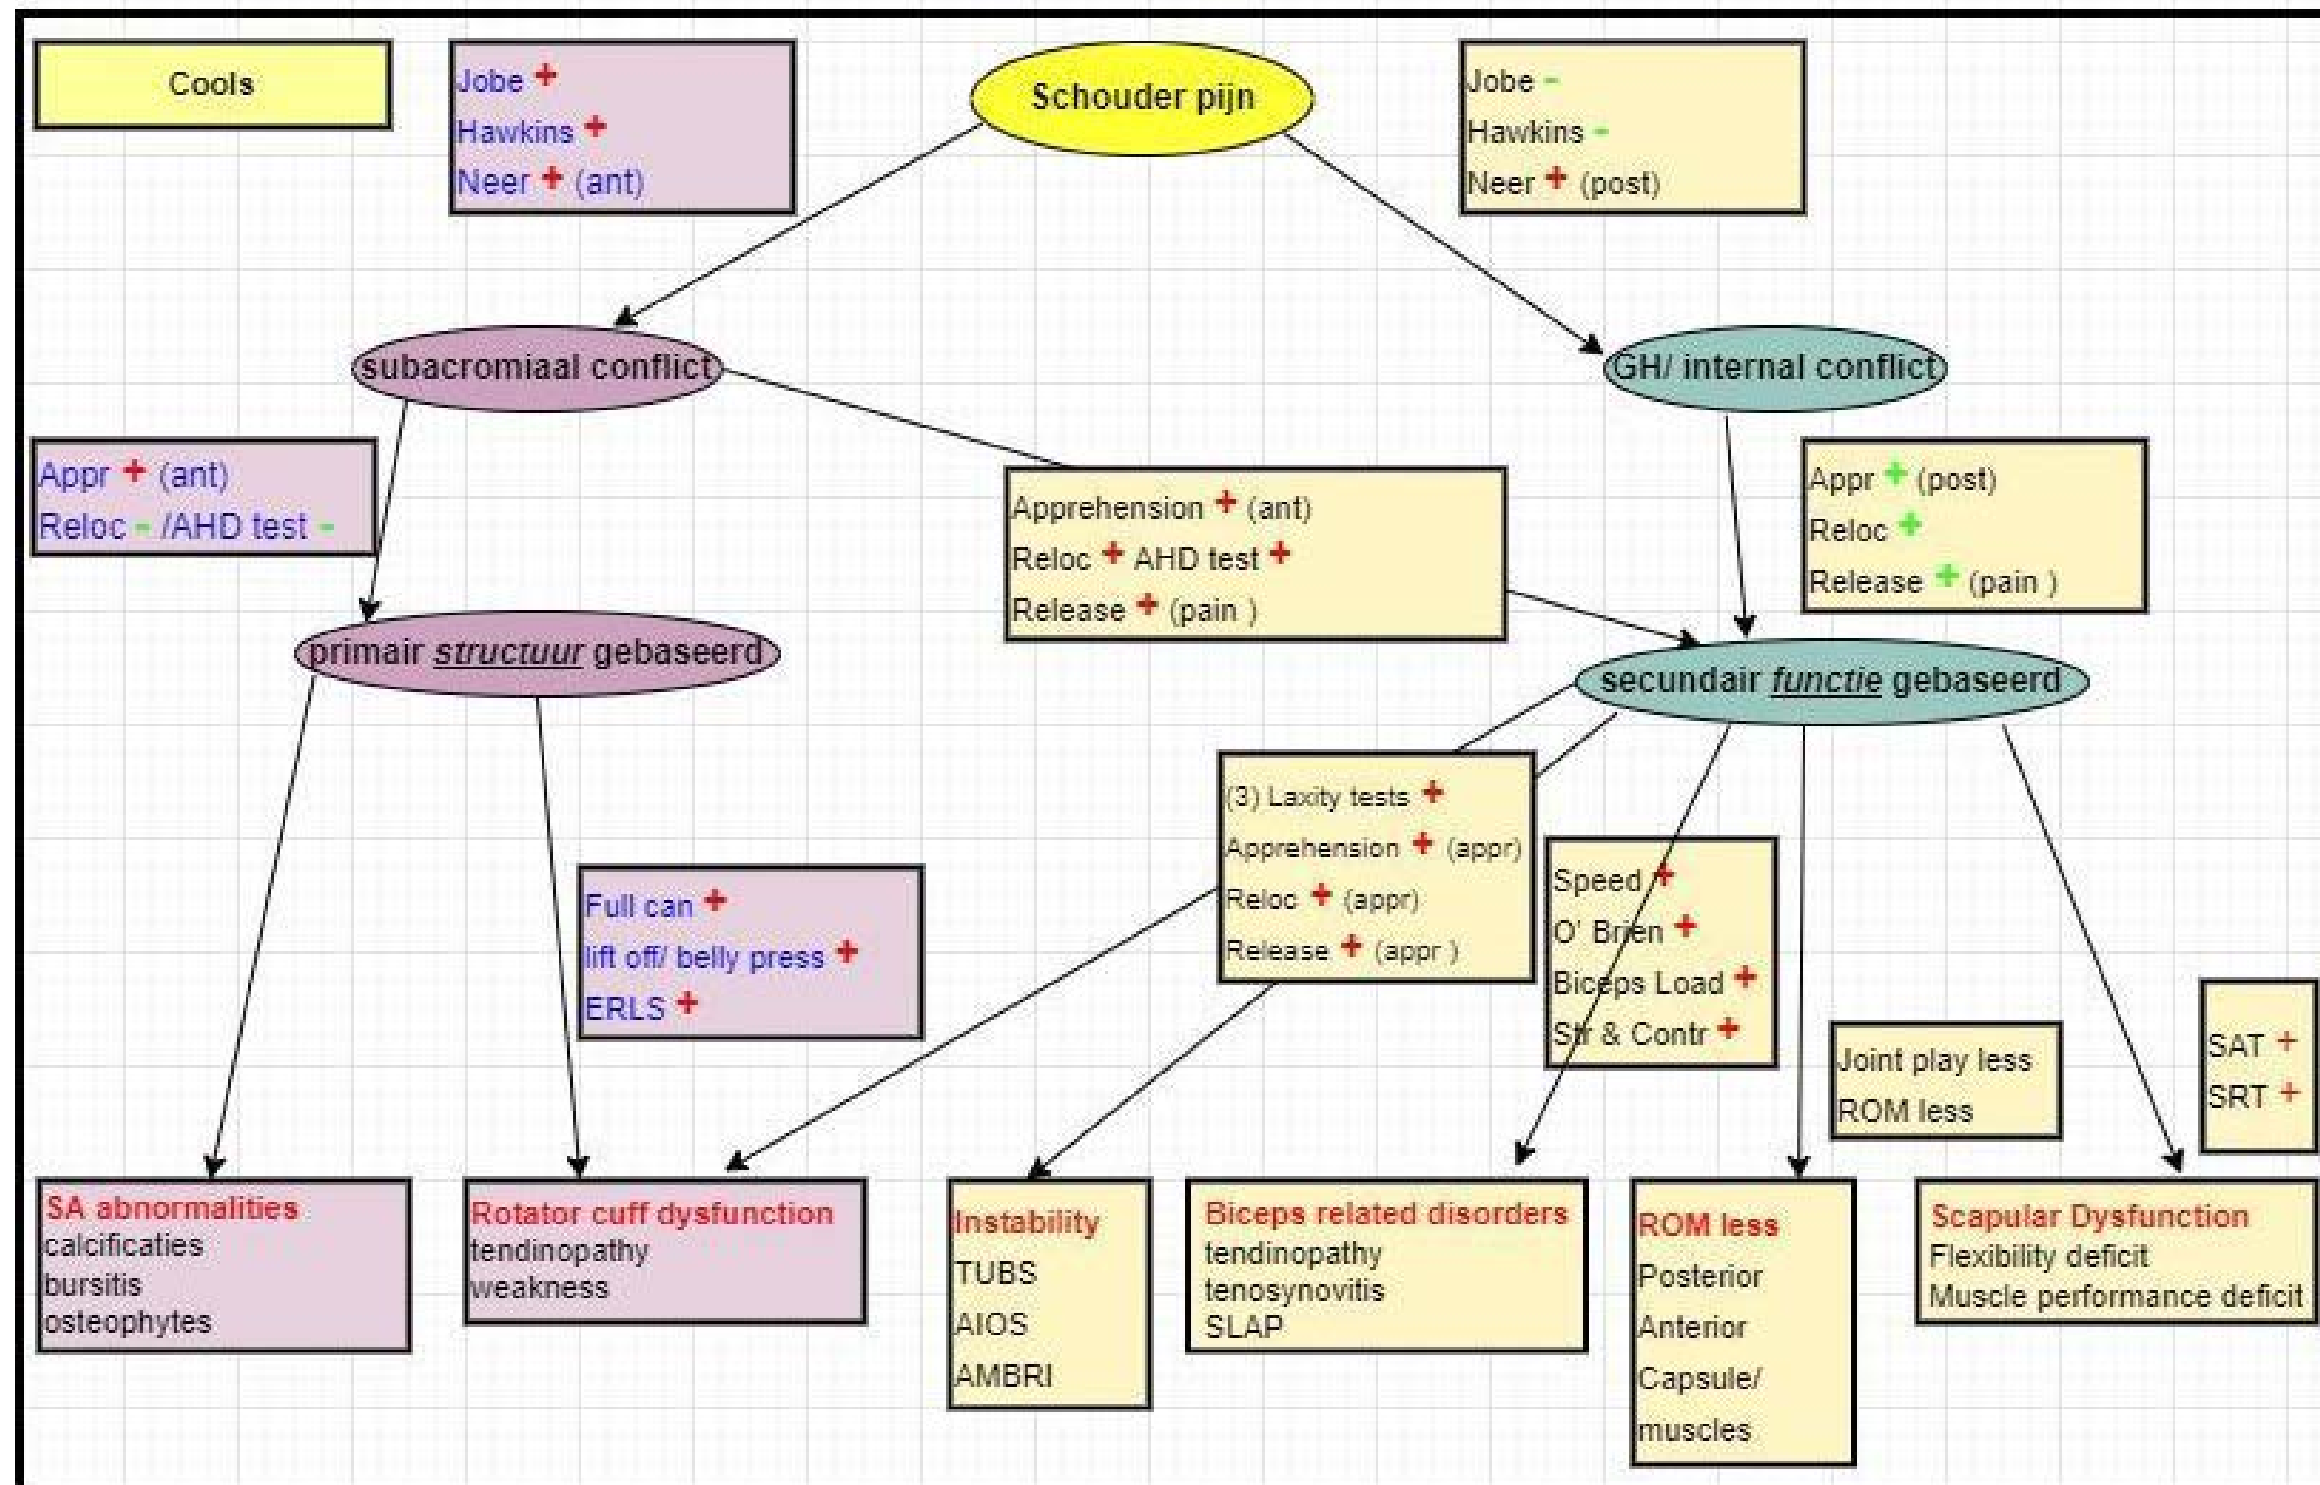 Cools
Jobe +
Hawkins +
Neer + (ant)
Schouder pijn
Jobe -
Hawkins -
Neer + (post)
subacromiaal conflict
GH/ internal conflict
Appr + (ant)
Reloc - /AHD test -
Apprehension + (ant)
Reloc + AHD test +
Release + (pain )
Appr + (post)
Reloc +
Release + (pain )
primair structuur gebaseerd
secundair functie gebaseerd
(3) Laxity tests +
Apprehension + (appr)
Reloc + (appr)
Release + (appr )
Full can +
lift off/ belly press +
ERLS +
Speed +
O' Brien +
Biceps Load +
Str & Contr +
Joint play less
ROM less
SAT +
SRT +
SA abnormalities
calcificaties
bursitis
osteophytes
Rotator cuff dysfunction
tendinopathy
weakness
Instability
TUBS
AIOS
AMBRI
Biceps related disorders
tendinopathy
tenosynovitis
SLAP
ROM less
Posterior
Anterior
Capsule/
muscles
Scapular Dysfunction
Flexibility deficit
Muscle performance deficit